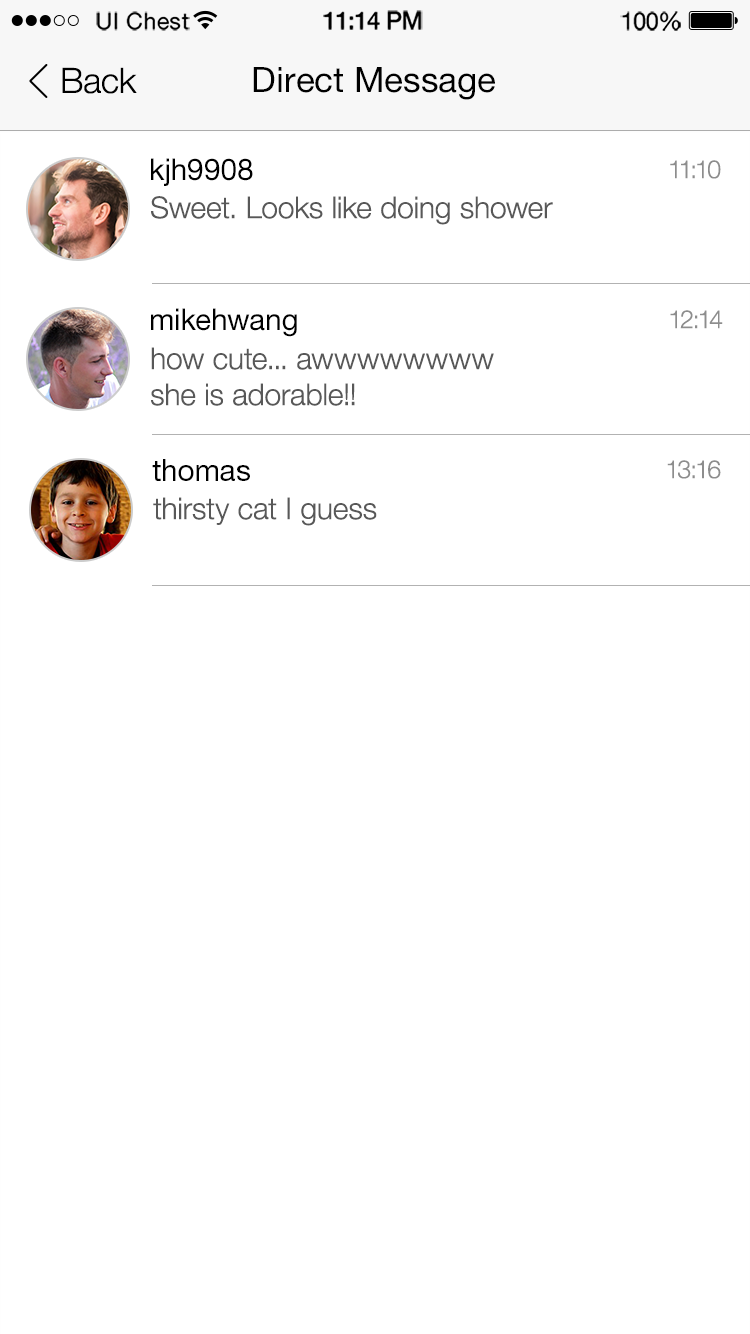 UI Chest 11:14 PM 100%
Back Direct Message
kjh9908 11:10
Sweet. Looks like doing shower
mikehwang 12:14
how cute... awwwwwwww
she is adorable!!
thomas 13:16
thirsty cat I guess